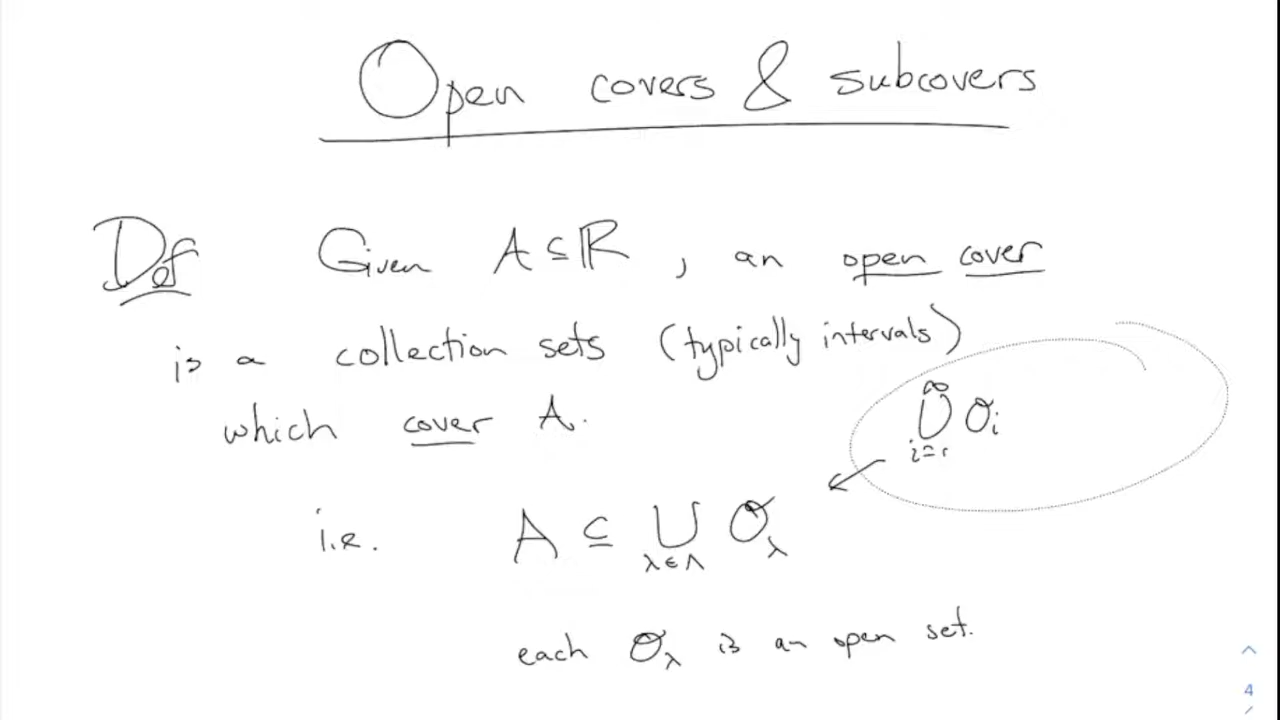 Open covers & subcovers
Def Given A ⊆ ℝ, an open cover
is a collection sets (typically intervals)
which cover A.
∞
⋃ O_i
i=1
i.e. A ⊆ ⋃ O_λ
λ∈Λ
each O_λ is an open set.
4